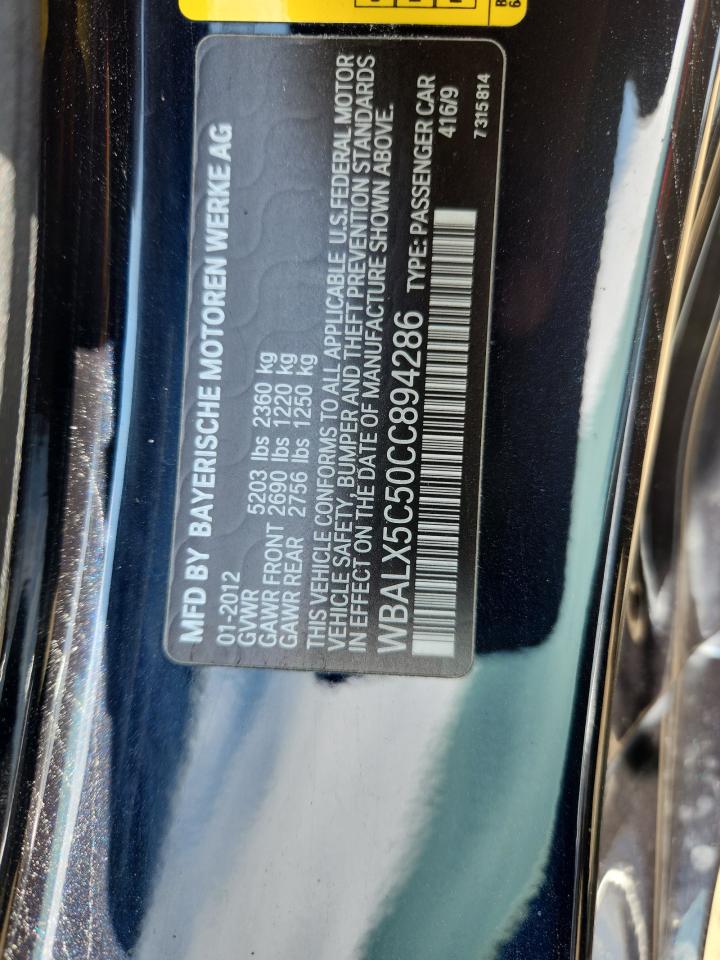 MFD BY BAYERISCHE MOTOREN WERKE AG
01-2012
GVWR 5203 lbs 2360 kg
GAWR FRONT 2690 lbs 1220 kg
GAWR REAR 2756 lbs 1250 kg
THIS VEHICLE CONFORMS TO ALL APPLICABLE U.S.FEDERAL MOTOR
VEHICLE SAFETY, BUMPER AND THEFT PREVENTION STANDARDS
IN EFFECT ON THE DATE OF MANUFACTURE SHOWN ABOVE.
WBALX5C50CC894286 TYPE: PASSENGER CAR
416/9
7 315 814